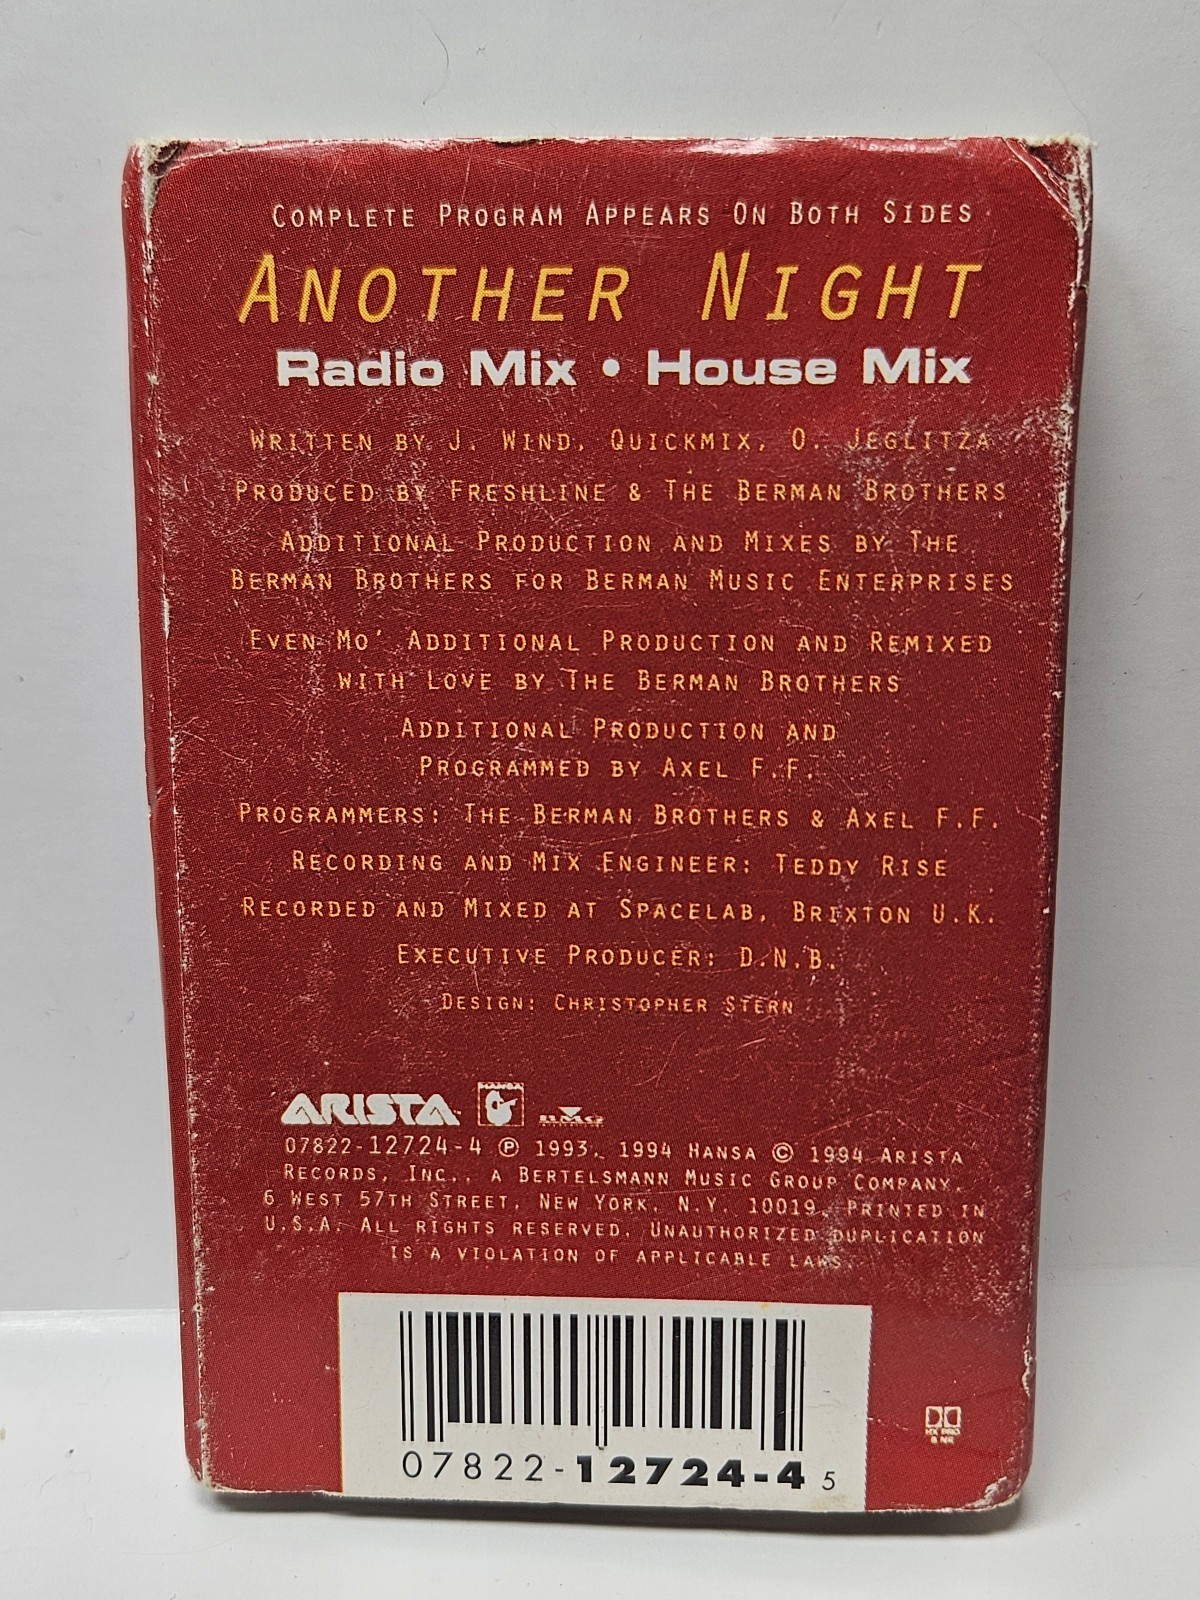 COMPLETE PROGRAM APPEARS ON BOTH SIDES
ANOTHER NIGHT
Radio Mix • House Mix
WRITTEN BY J. WIND, QUICKMIX, O. JEGLITZA
PRODUCED BY FRESHLINE & THE BERMAN BROTHERS
ADDITIONAL PRODUCTION AND MIXES BY THE
BERMAN BROTHERS FOR BERMAN MUSIC ENTERPRISES
EVEN MO' ADDITIONAL PRODUCTION AND REMIXED
WITH LOVE BY THE BERMAN BROTHERS
ADDITIONAL PRODUCTION AND
PROGRAMMED BY AXEL F.F.
PROGRAMMERS: THE BERMAN BROTHERS & AXEL F.F.
RECORDING AND MIX ENGINEER: TEDDY RISE
RECORDED AND MIXED AT SPACELAB, BRIXTON U.K.
EXECUTIVE PRODUCER: D.N.B.
DESIGN: CHRISTOPHER STERN
ARISTA HANSA BMG
07822-12724-4 ℗ 1993, 1994 HANSA © 1994 ARISTA
RECORDS, INC., A BERTELSMANN MUSIC GROUP COMPANY,
6 WEST 57TH STREET, NEW YORK, N.Y. 10019. PRINTED IN
U.S.A. ALL RIGHTS RESERVED. UNAUTHORIZED DUPLICATION
IS A VIOLATION OF APPLICABLE LAWS.
HX PRO
B NR
07822-12724-4 5